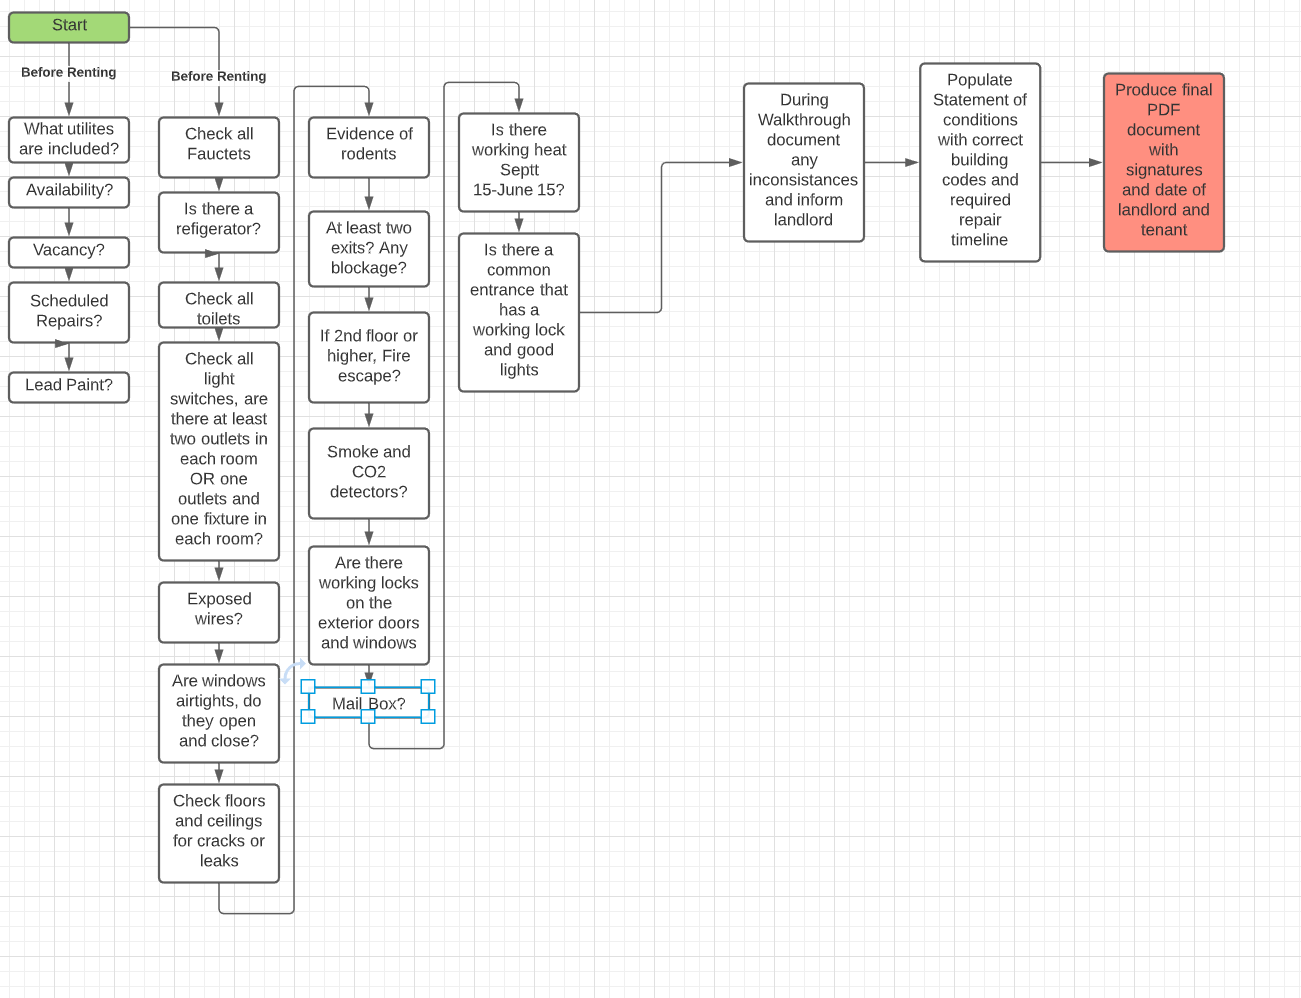 Start
Before Renting
What utilites
are included?
Availability?
Vacancy?
Scheduled
Repairs?
Lead Paint?
Before Renting
Check all
Fauctets
Is there a
refigerator?
Check all
toilets
Check all
light
switches, are
there at least
two outlets in
each room
OR one
outlets and
one fixture in
each room?
Exposed
wires?
Are windows
airtights, do
they open
and close?
Check floors
and ceilings
for cracks or
leaks
Evidence of
rodents
At least two
exits? Any
blockage?
If 2nd floor or
higher, Fire
escape?
Smoke and
CO2
detectors?
Are there
working locks
on the
exterior doors
and windows
Mail Box?
Is there
working heat
Septt
15-June 15?
Is there a
common
entrance that
has a
working lock
and good
lights
During
Walkthrough
document
any
inconsistances
and inform
landlord
Populate
Statement of
conditions
with correct
building
codes and
required
repair
timeline
Produce final
PDF
document
with
signatures
and date of
landlord and
tenant